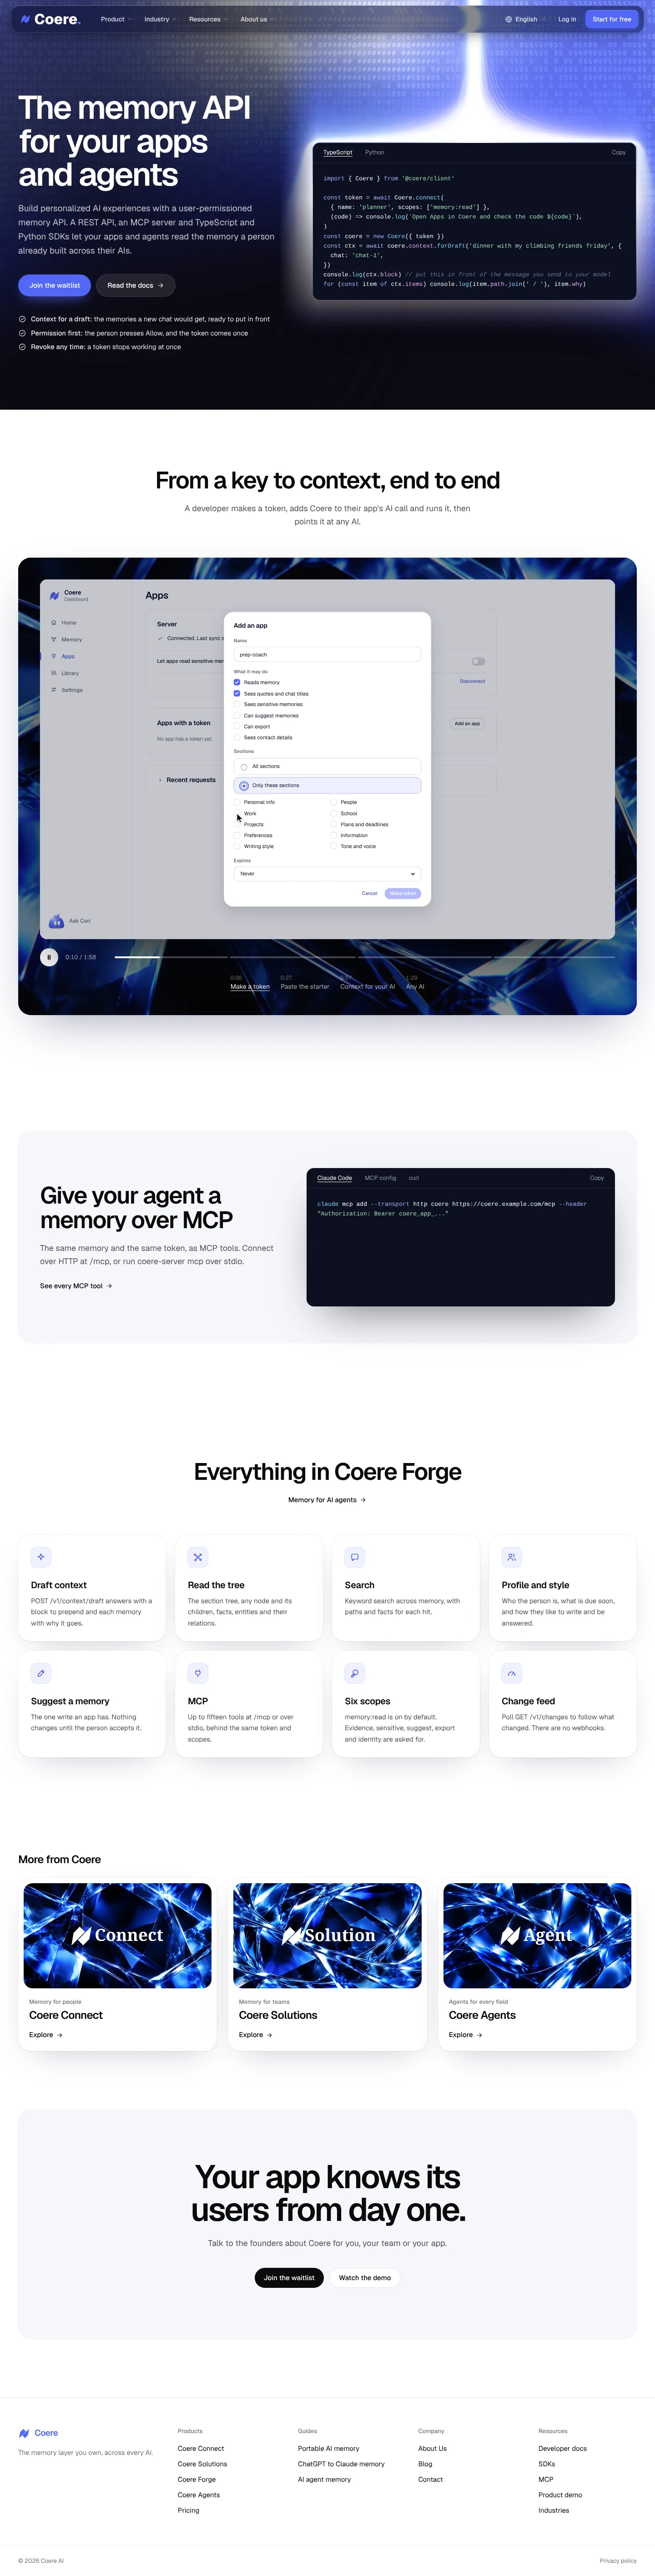 Coere.
Product
Industry
Resources
About us
English
Log in
Start for free
The memory API
for your apps
and agents
Build personalized AI experiences with a user-permissioned
memory API. A REST API, an MCP server and TypeScript and
Python SDKs let your apps and agents read the memory a person
already built across their AIs.
Join the waitlist
Read the docs →
Context for a draft: the memories a new chat would get, ready to put in front
Permission first: the person presses Allow, and the token comes once
Revoke any time: a token stops working at once
TypeScript
Python
Copy
import { Coere } from '@coere/client'
const token = await Coere.connect(
{ name: 'planner', scopes: ['memory:read'] },
(code) => console.log(`Open Apps in Coere and check the code ${code}`),
)
const coere = new Coere({ token })
const ctx = await coere.context.forDraft('dinner with my climbing friends friday', {
chat: 'chat-1',
})
console.log(ctx.block) // put this in front of the message you send to your model
for (const item of ctx.items) console.log(item.path.join(' / '), item.why)
From a key to context, end to end
A developer makes a token, adds Coere to their app's AI call and runs it, then
points it at any AI.
Coere
Dashboard
Home
Memory
Apps
Library
Settings
Ask Cori
Apps
Server
Connected. Last sync a
Let apps read sensitive mem
Disconnect
Apps with a token
Add an app
No app has a token yet.
Recent requests
Add an app
Name
prep-coach
What it may do
Reads memory
Sees quotes and chat titles
Sees sensitive memories
Can suggest memories
Can export
Sees contact details
Sections
All sections
Only these sections
Personal info
People
Work
School
Projects
Plans and deadlines
Preferences
Information
Writing style
Tone and voice
Expires
Never
Cancel
Make token
0:10 / 1:58
0:00
Make a token
0:27
Paste the starter
Context for your AI
1:29
Any AI
Give your agent a
memory over MCP
The same memory and the same token, as MCP tools. Connect
over HTTP at /mcp, or run coere-server mcp over stdio.
See every MCP tool →
Claude Code
MCP config
curl
Copy
claude mcp add --transport http coere https://coere.example.com/mcp --header
"Authorization: Bearer coere_app_..."
Everything in Coere Forge
Memory for AI agents →
Draft context
POST /v1/context/draft answers with a
block to prepend and each memory
with why it goes.
Read the tree
The section tree, any node and its
children, facts, entities and their
relations.
Search
Keyword search across memory, with
paths and facts for each hit.
Profile and style
Who the person is, what is due soon,
and how they like to write and be
answered.
Suggest a memory
The one write an app has. Nothing
changes until the person accepts it.
MCP
Up to fifteen tools at /mcp or over
stdio, behind the same token and
scopes.
Six scopes
memory:read is on by default.
Evidence, sensitive, suggest, export
and identity are asked for.
Change feed
Poll GET /v1/changes to follow what
changed. There are no webhooks.
More from Coere
Connect
Memory for people
Coere Connect
Explore →
Solution
Memory for teams
Coere Solutions
Explore →
Agent
Agents for every field
Coere Agents
Explore →
Your app knows its
users from day one.
Talk to the founders about Coere for you, your team or your app.
Join the waitlist
Watch the demo
Coere
The memory layer you own, across every AI.
Products
Coere Connect
Coere Solutions
Coere Forge
Coere Agents
Pricing
Guides
Portable AI memory
ChatGPT to Claude memory
AI agent memory
Company
About Us
Blog
Contact
Resources
Developer docs
SDKs
MCP
Product demo
Industries
© 2026 Coere AI
Privacy policy